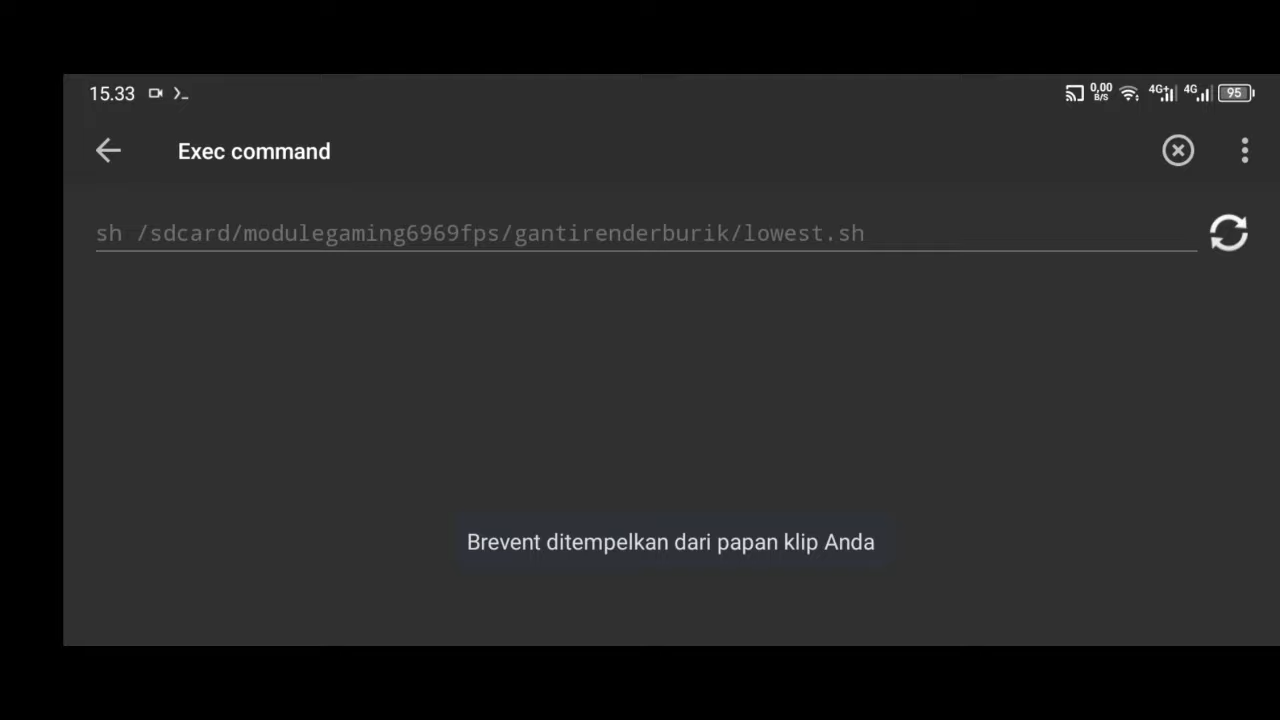 15.33
0,00
B/S
4G+
4G
95
Exec command
sh /sdcard/modulegaming6969fps/gantirenderburik/lowest.sh
Brevent ditempelkan dari papan klip Anda